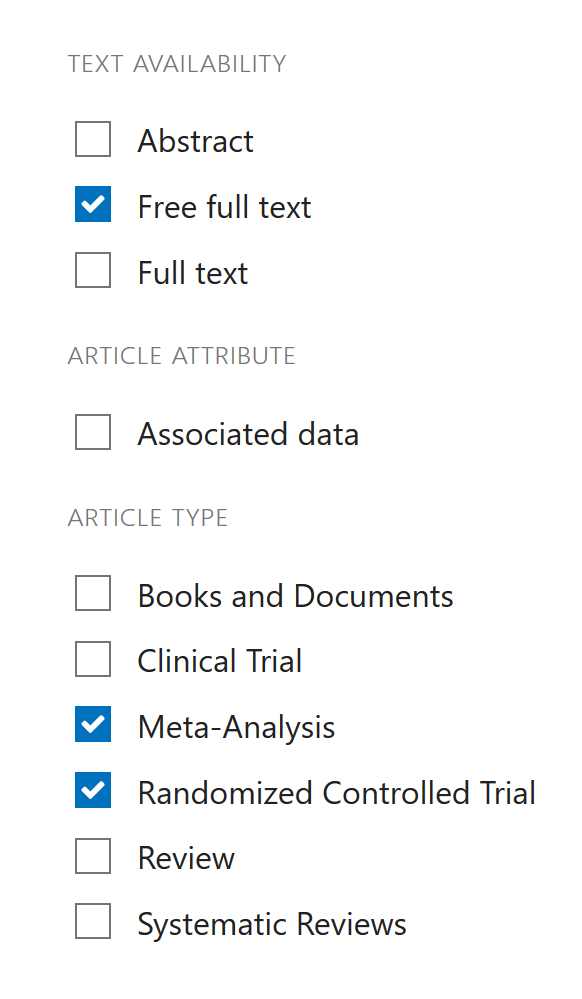 TEXT AVAILABILITY
Abstract
Free full text
Full text
ARTICLE ATTRIBUTE
Associated data
ARTICLE TYPE
Books and Documents
Clinical Trial
Meta-Analysis
Randomized Controlled Trial
Review
Systematic Reviews